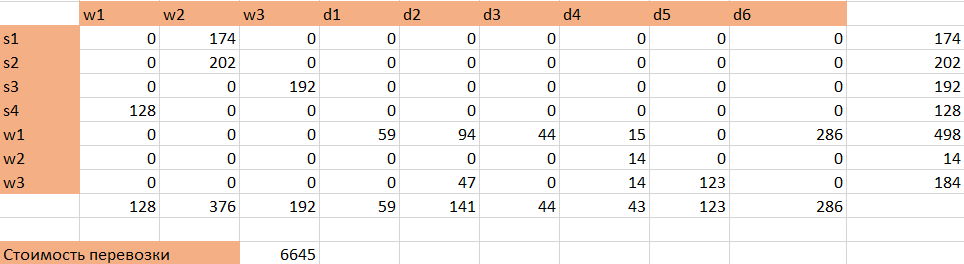 w1 w2 w3 d1 d2 d3 d4 d5 d6
s1 0 174 0 0 0 0 0 0 0 174
s2 0 202 0 0 0 0 0 0 0 202
s3 0 0 192 0 0 0 0 0 0 192
s4 128 0 0 0 0 0 0 0 0 128
w1 0 0 0 59 94 44 15 0 286 498
w2 0 0 0 0 0 0 14 0 0 14
w3 0 0 0 0 47 0 14 123 0 184
128 376 192 59 141 44 43 123 286
Стоимость перевозки 6645